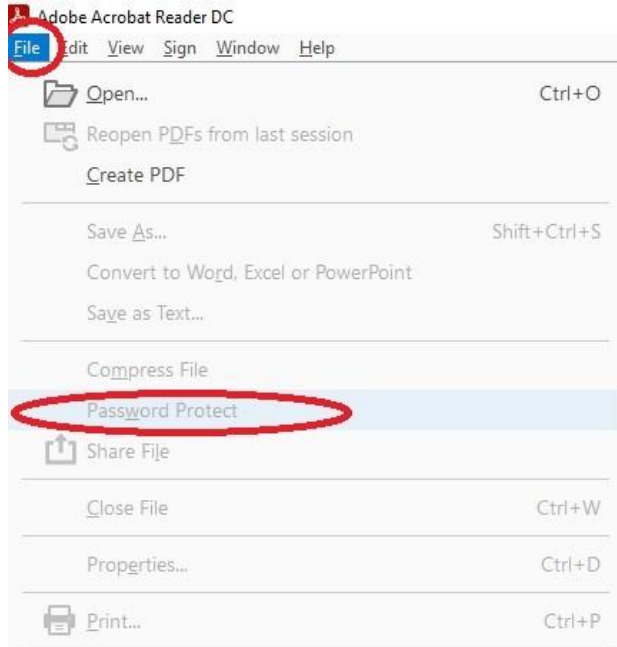 Adobe Acrobat Reader DC
File Edit View Sign Window Help
Open... Ctrl+O
Reopen PDFs from last session
Create PDF
Save As... Shift+Ctrl+S
Convert to Word, Excel or PowerPoint
Save as Text...
Compress File
Password Protect
Share File
Close File Ctrl+W
Properties... Ctrl+D
Print... Ctrl+P